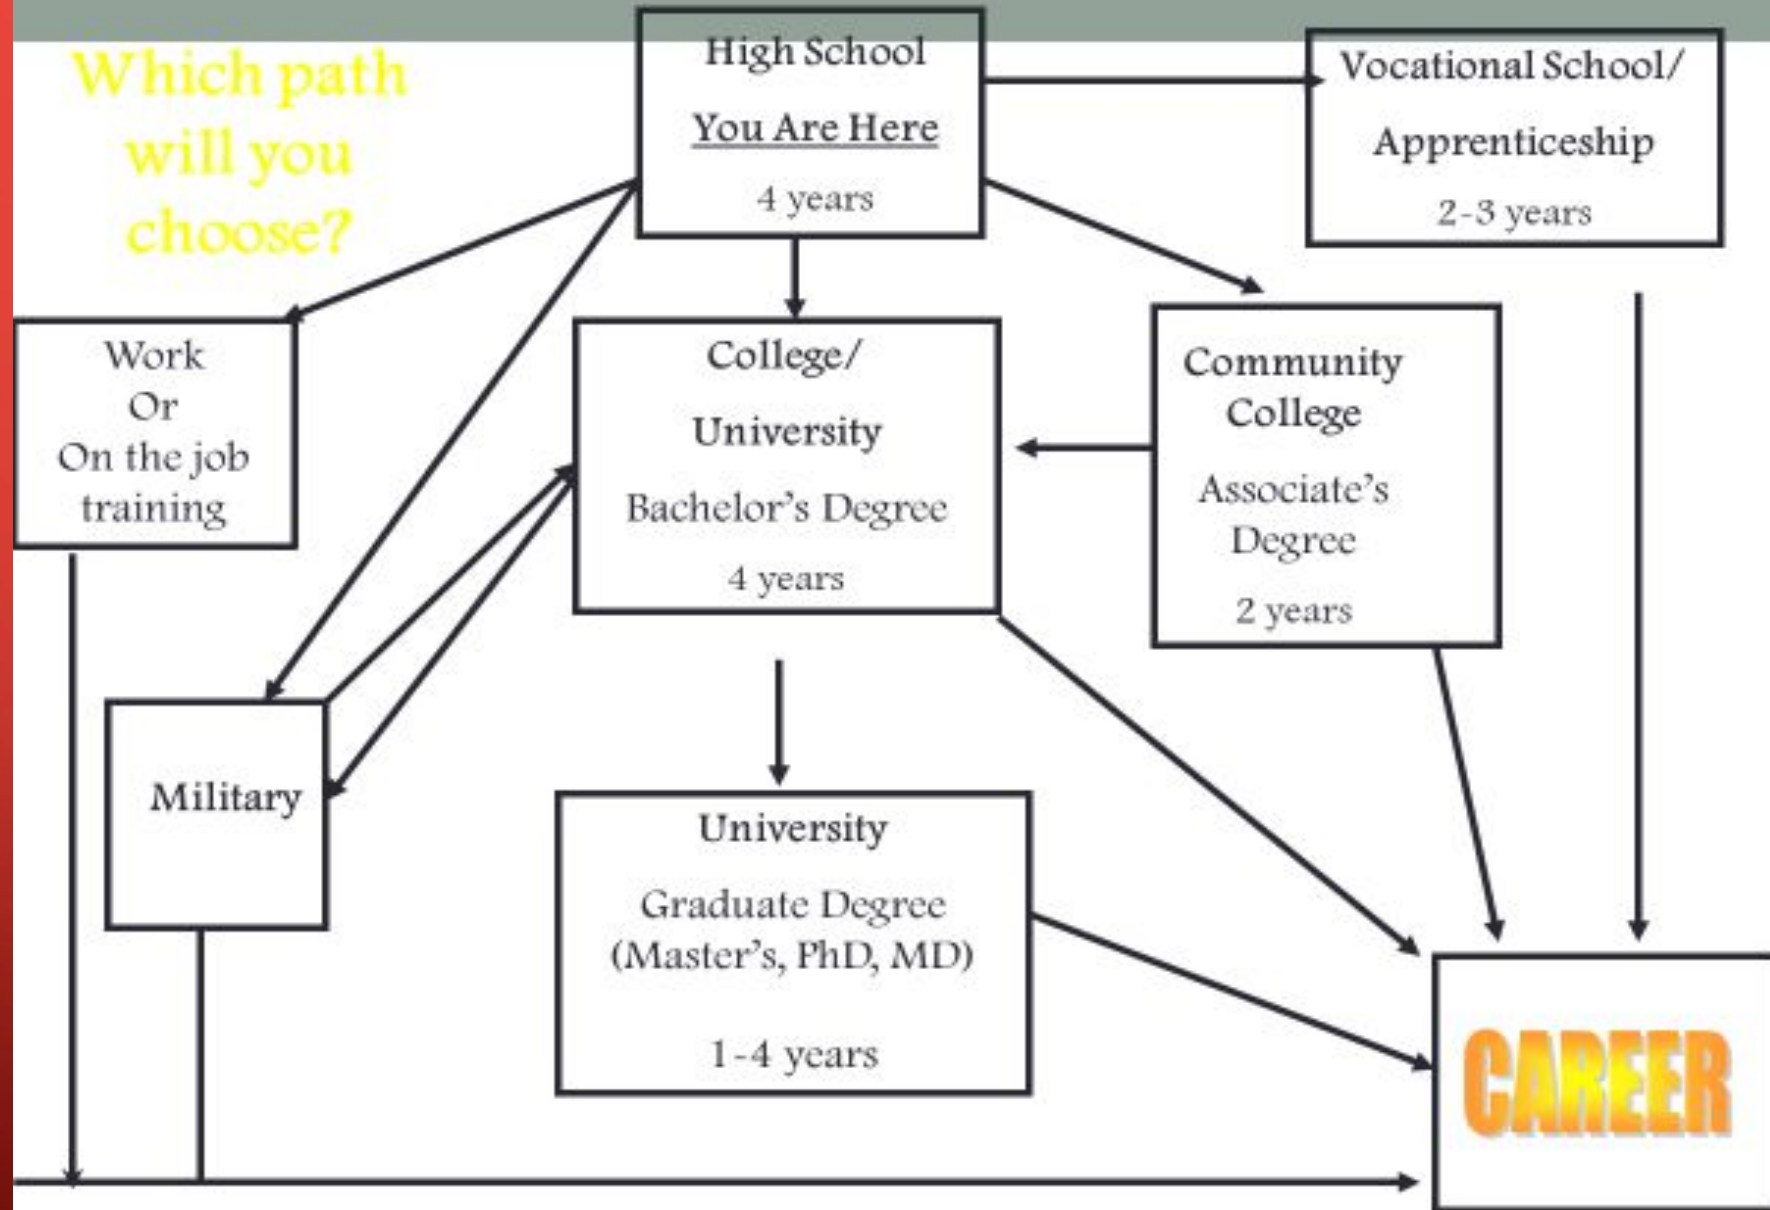 Which path
will you
choose?
High School
You Are Here
4 years
Vocational School/
Apprenticeship
2-3 years
Work
Or
On the job
training
College/
University
Bachelor's Degree
4 years
Community
College
Associate's
Degree
2 years
Military
University
Graduate Degree
(Master's, PhD, MD)
1-4 years
CAREER